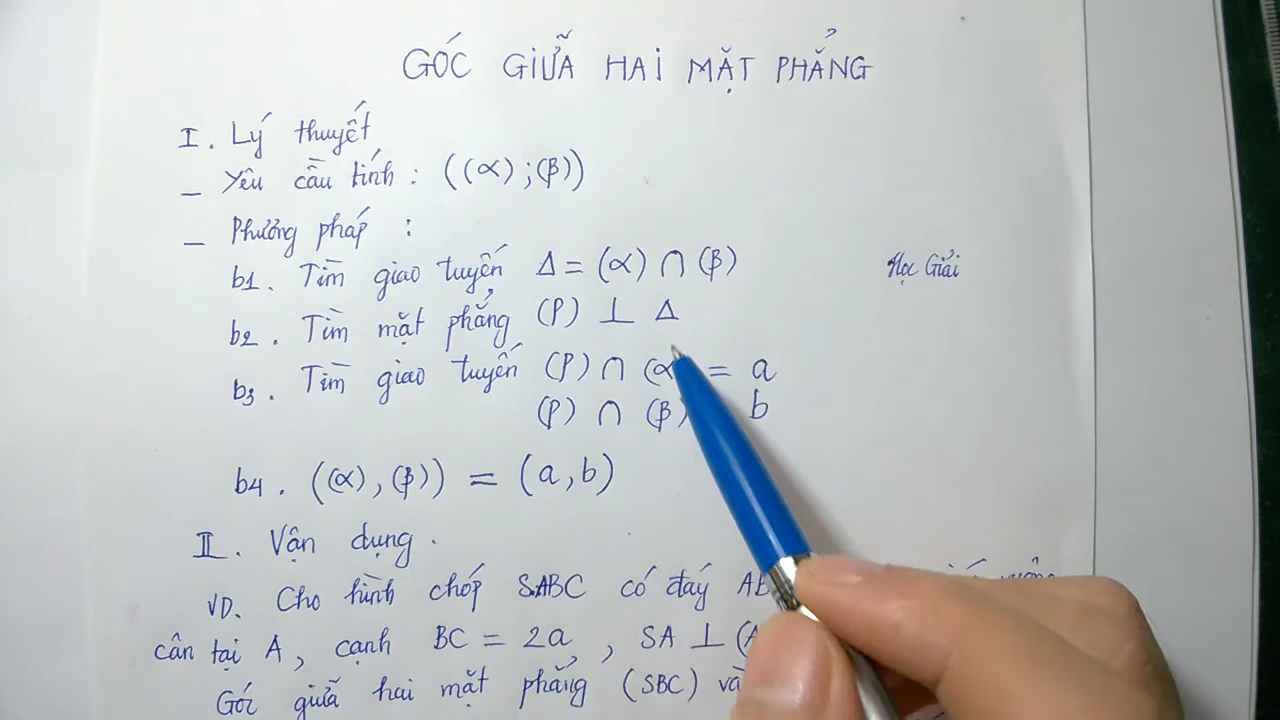 GÓC GIỮA HAI MẶT PHẲNG
I. Lý thuyết
_ Yêu cầu tính : ((α) ; (β))
_ Phương pháp :
b1. Tìm giao tuyến Δ = (α) ∩ (β)
Học Giải
b2. Tìm mặt phẳng (P) ⊥ Δ
b3. Tìm giao tuyến (P) ∩ (α = a
(P) ∩ (β) b
b4. ((α), (β)) = (a, b)
II. Vận dụng.
VD. Cho hình chóp SABC có đáy AB
cân tại A, cạnh BC = 2a, SA ⊥ (A
Góc giữa hai mặt phẳng (SBC) và